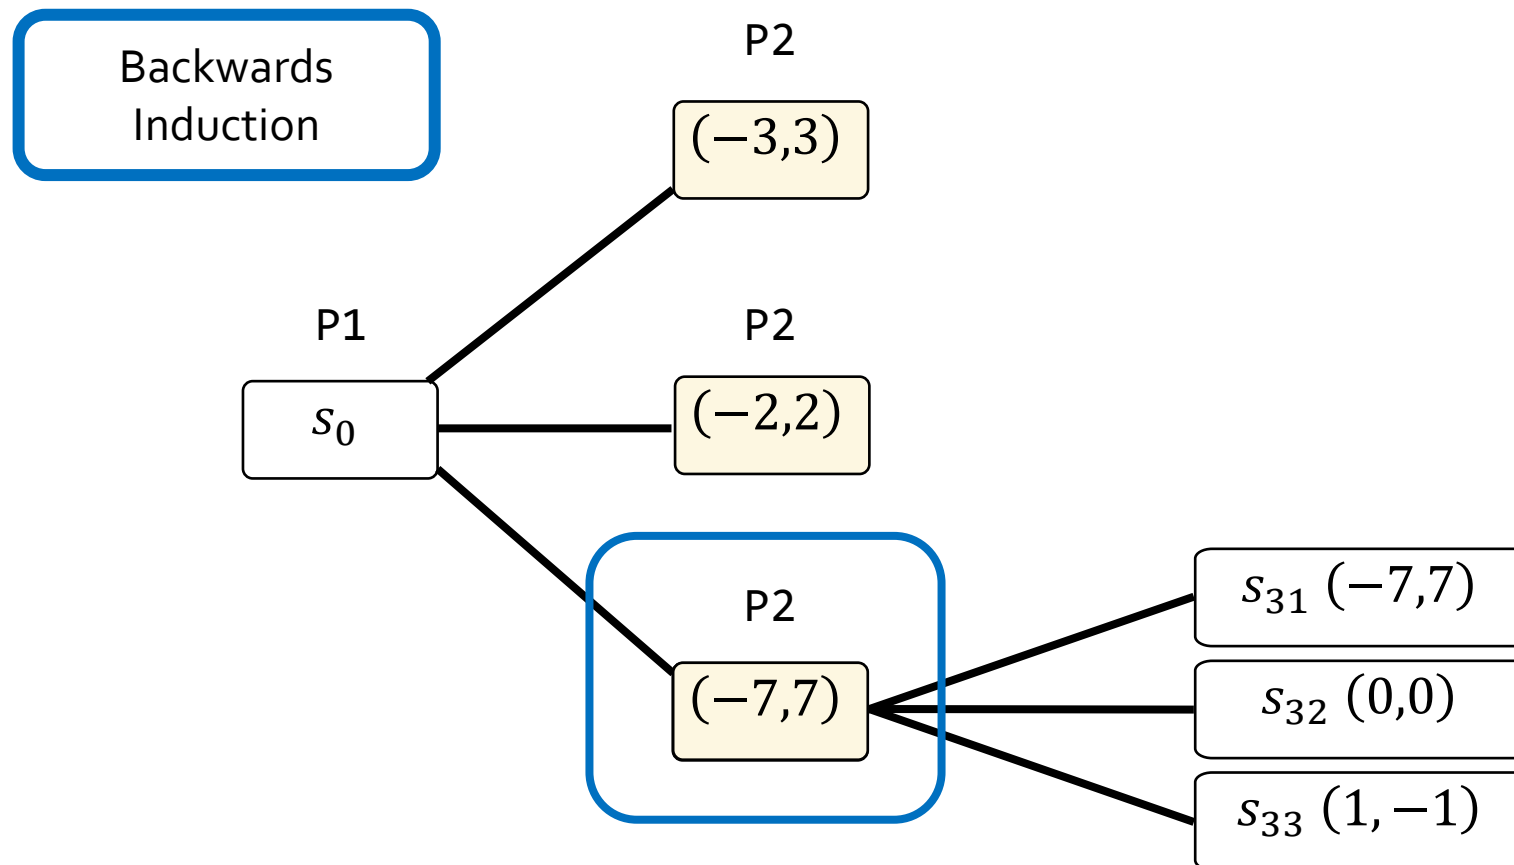 Backwards
Induction
P2
(−3,3)
P1
P2
s₀
(−2,2)
P2
(−7,7)
s₃₁ (−7,7)
s₃₂ (0,0)
s₃₃ (1, −1)